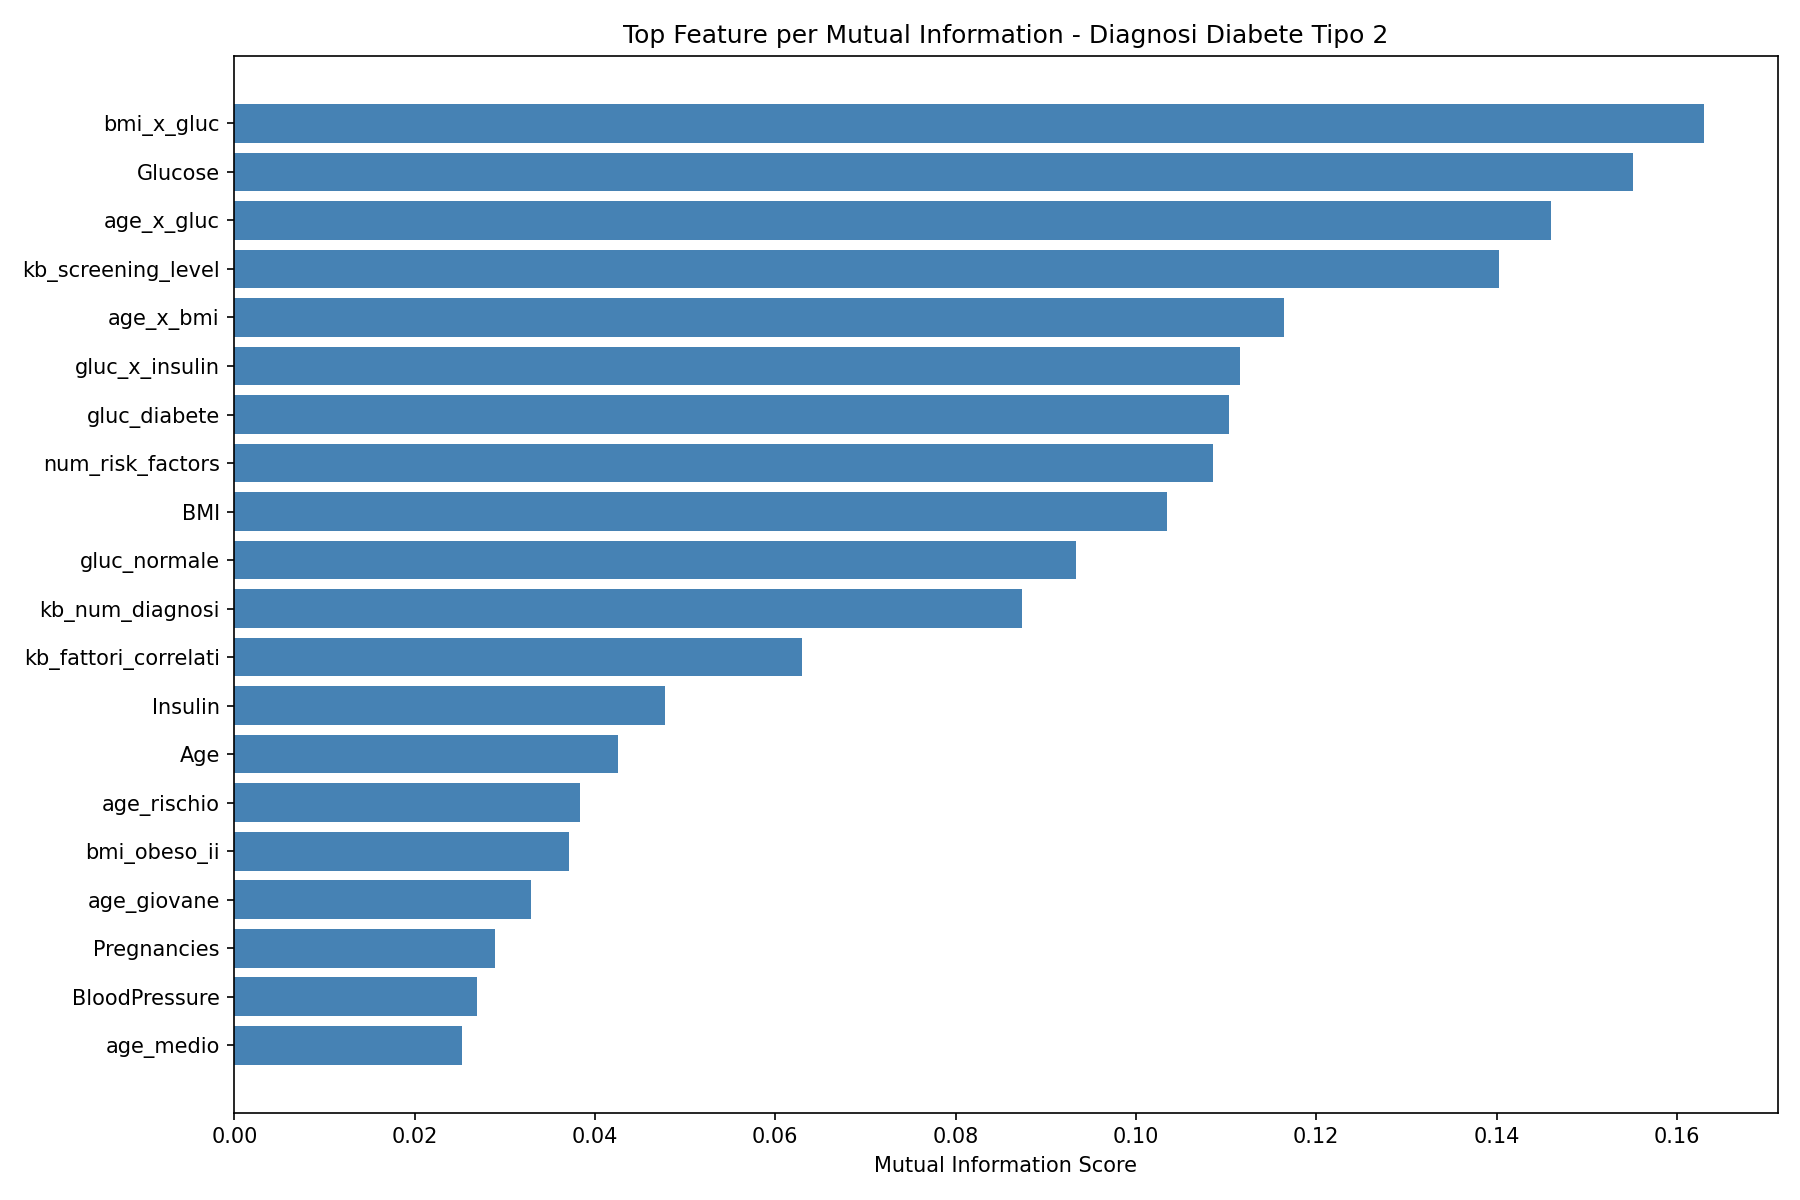 Top Feature per Mutual Information - Diagnosi Diabete Tipo 2
bmi_x_gluc
Glucose
age_x_gluc
kb_screening_level
age_x_bmi
gluc_x_insulin
gluc_diabete
num_risk_factors
BMI
gluc_normale
kb_num_diagnosi
kb_fattori_correlati
Insulin
Age
age_rischio
bmi_obeso_ii
age_giovane
Pregnancies
BloodPressure
age_medio
0.00 0.02 0.04 0.06 0.08 0.10 0.12 0.14 0.16
Mutual Information Score